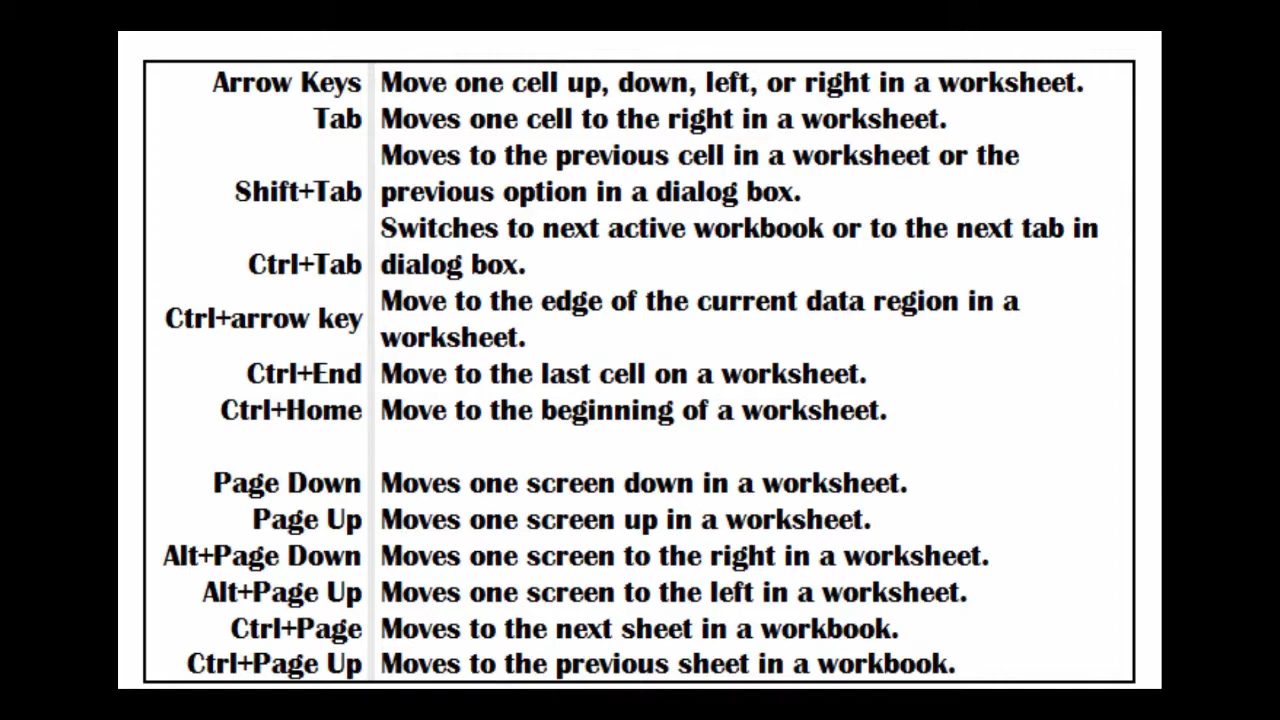 Arrow Keys Move one cell up, down, left, or right in a worksheet.
Tab Moves one cell to the right in a worksheet.
Moves to the previous cell in a worksheet or the
Shift+Tab previous option in a dialog box.
Switches to next active workbook or to the next tab in
Ctrl+Tab dialog box.
Move to the edge of the current data region in a
Ctrl+arrow key
worksheet.
Ctrl+End Move to the last cell on a worksheet.
Ctrl+Home Move to the beginning of a worksheet.
Page Down Moves one screen down in a worksheet.
Page Up Moves one screen up in a worksheet.
Alt+Page Down Moves one screen to the right in a worksheet.
Alt+Page Up Moves one screen to the left in a worksheet.
Ctrl+Page Moves to the next sheet in a workbook.
Ctrl+Page Up Moves to the previous sheet in a workbook.